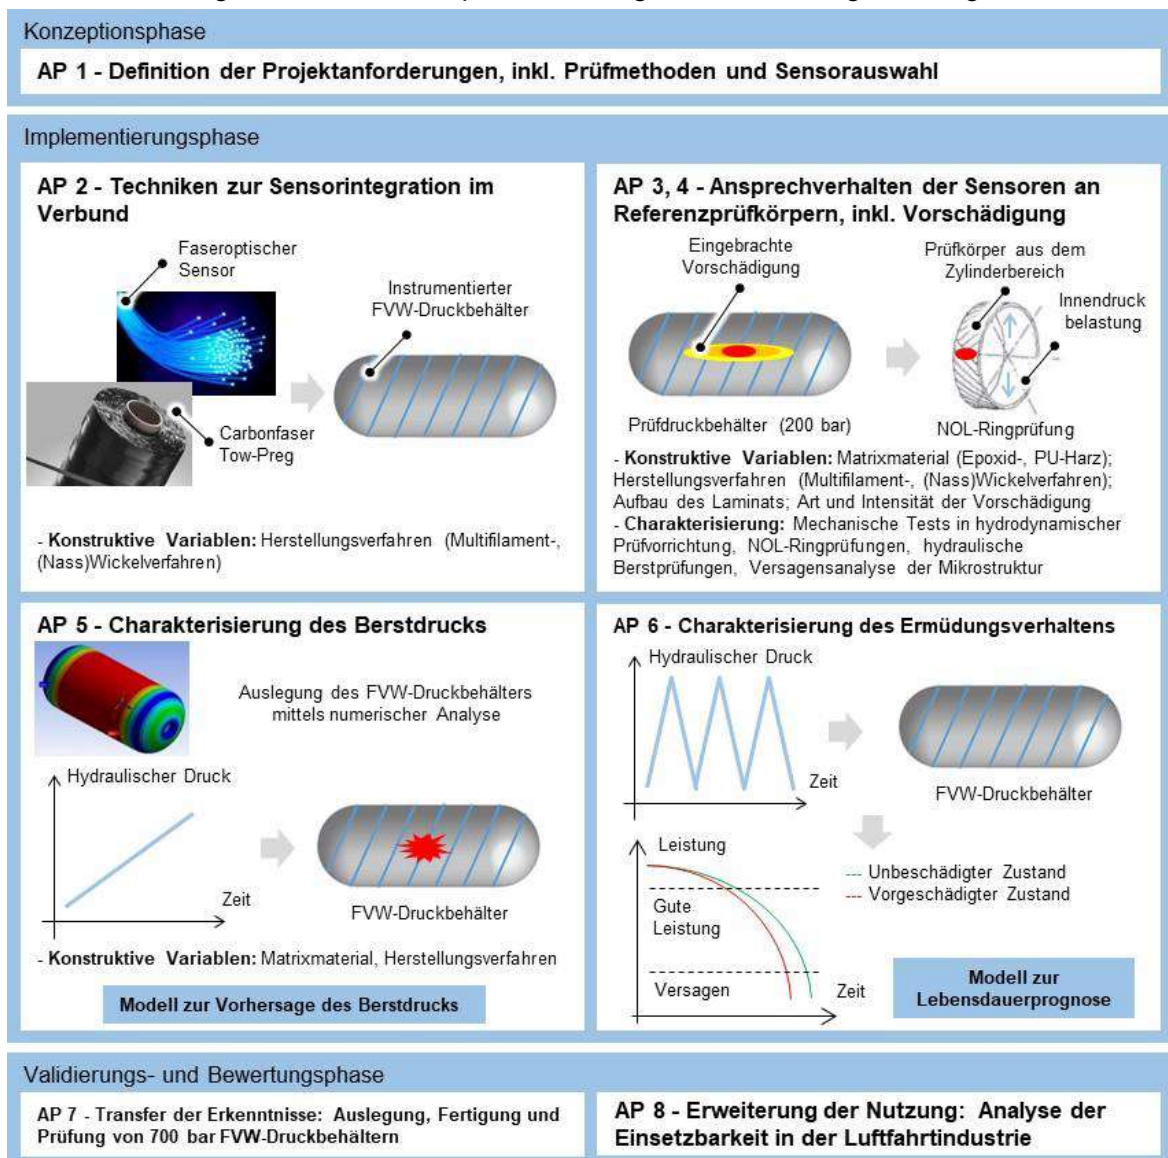 Konzeptionsphase
AP 1 - Definition der Projektanforderungen, inkl. Prüfmethoden und Sensorauswahl
Implementierungsphase
AP 2 - Techniken zur Sensorintegration im
Verbund
Faseroptischer
Sensor
Instrumentierter
FVW-Druckbehälter
Carbonfaser
Tow-Preg
- Konstruktive Variablen: Herstellungsverfahren (Multifilament-,
(Nass)Wickelverfahren)
AP 3, 4 - Ansprechverhalten der Sensoren an
Referenzprüfkörpern, inkl. Vorschädigung
Eingebrachte
Vorschädigung
Prüfkörper aus dem
Zylinderbereich
Innendruck
belastung
Prüfdruckbehälter (200 bar)
NOL-Ringprüfung
- Konstruktive Variablen: Matrixmaterial (Epoxid-, PU-Harz);
Herstellungsverfahren (Multifilament-, (Nass)Wickelverfahren);
Aufbau des Laminats; Art und Intensität der Vorschädigung
- Charakterisierung: Mechanische Tests in hydrodynamischer
Prüfvorrichtung, NOL-Ringprüfungen, hydraulische
Berstprüfungen, Versagensanalyse der Mikrostruktur
AP 5 - Charakterisierung des Berstdrucks
Auslegung des FVW-Druckbehälters
mittels numerischer Analyse
Hydraulischer Druck
Zeit
FVW-Druckbehälter
- Konstruktive Variablen: Matrixmaterial, Herstellungsverfahren
Modell zur Vorhersage des Berstdrucks
AP 6 - Charakterisierung des Ermüdungsverhaltens
Hydraulischer Druck
Zeit
FVW-Druckbehälter
Leistung
--- Unbeschädigter Zustand
--- Vorgeschädigter Zustand
Gute
Leistung
Versagen
Zeit
Modell zur
Lebensdauerprognose
Validierungs- und Bewertungsphase
AP 7 - Transfer der Erkenntnisse: Auslegung, Fertigung und
Prüfung von 700 bar FVW-Druckbehältern
AP 8 - Erweiterung der Nutzung: Analyse der
Einsetzbarkeit in der Luftfahrtindustrie